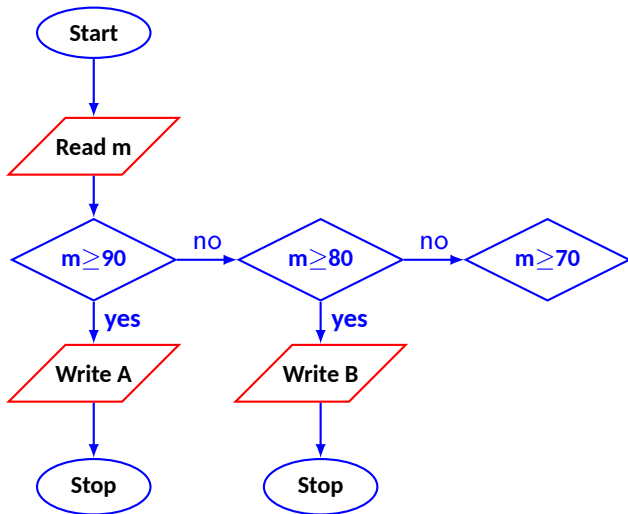 Start
Read m
m≥90
no
m≥80
no
m≥70
yes
yes
Write A
Write B
Stop
Stop